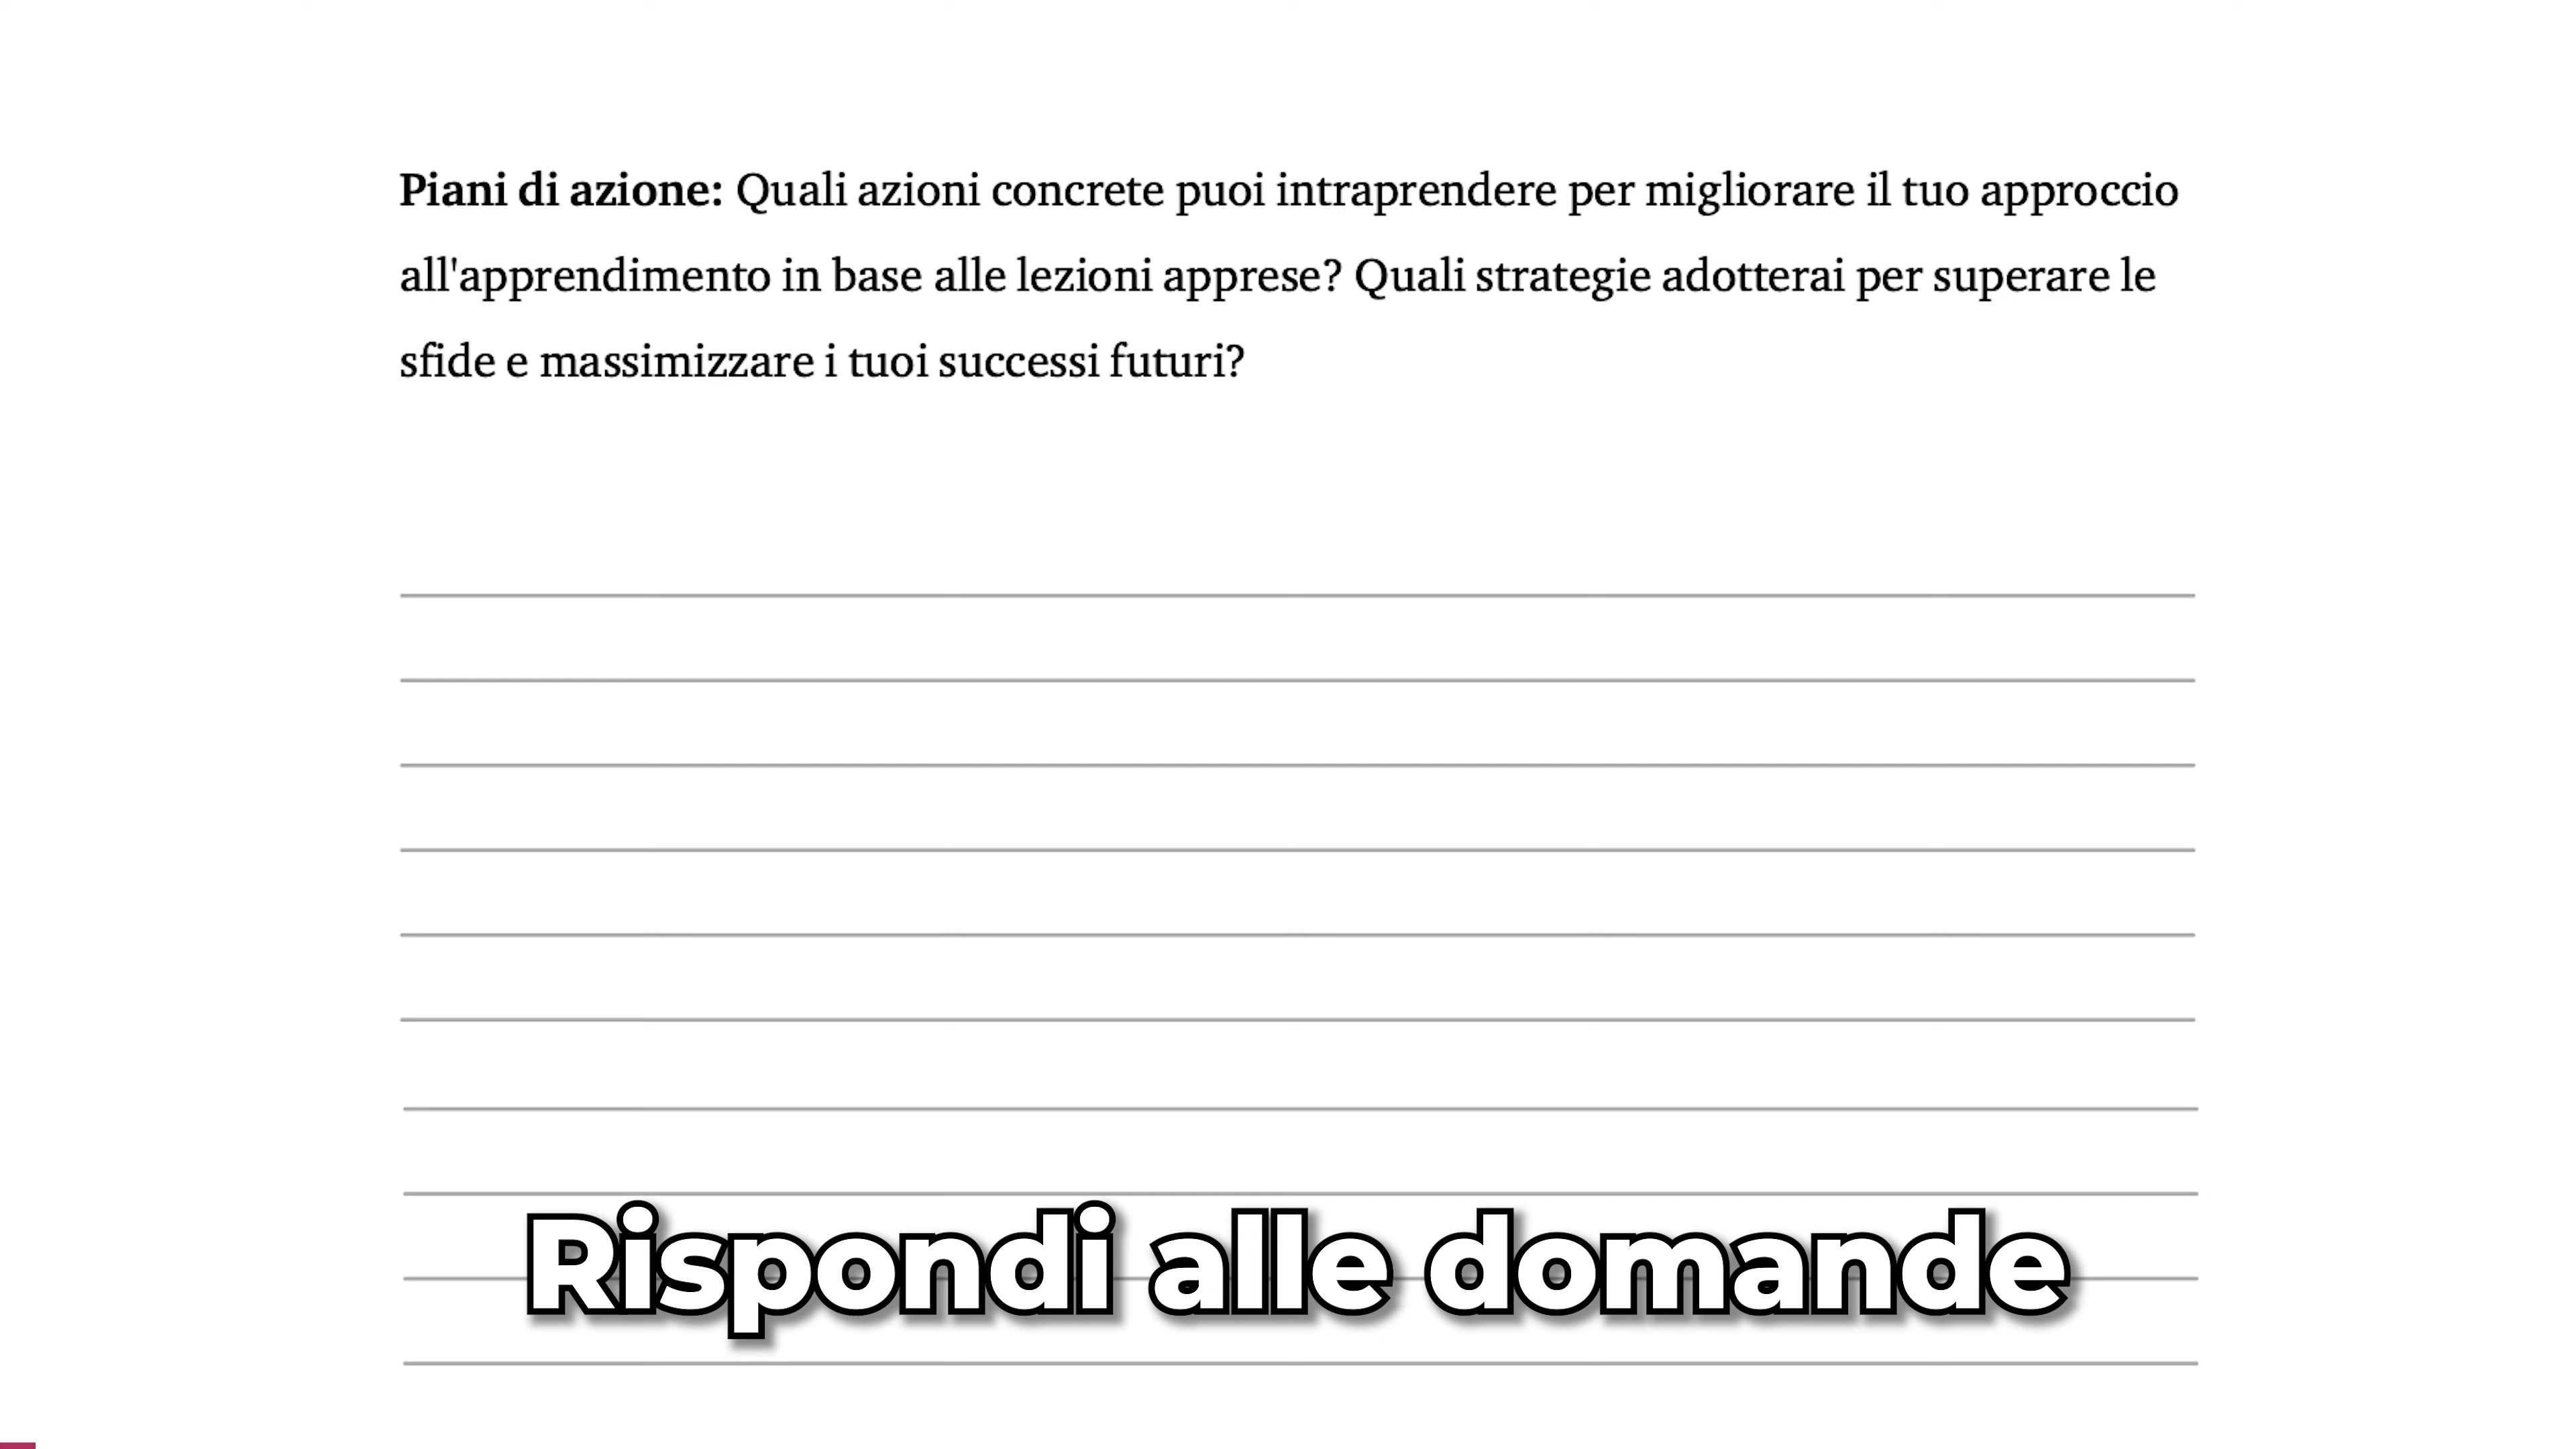 Piani di azione: Quali azioni concrete puoi intraprendere per migliorare il tuo approccio
all'apprendimento in base alle lezioni apprese? Quali strategie adotterai per superare le
sfide e massimizzare i tuoi successi futuri?
Rispondi alle domande